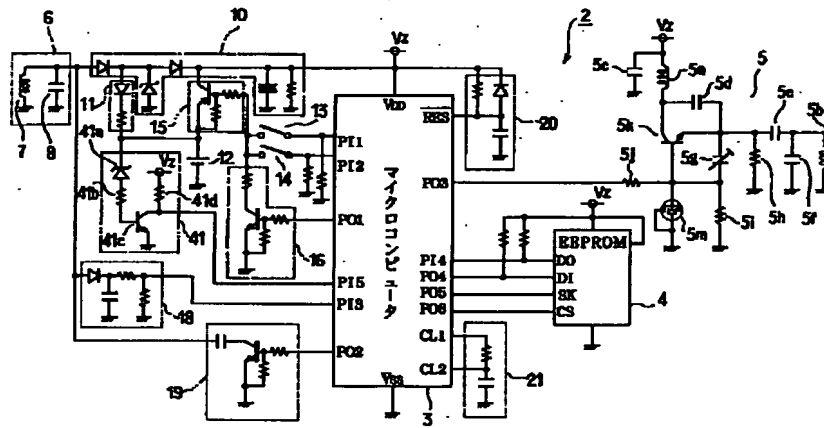 6
10
Vz
2
Vz
5c
5e
5d
5
7
8
11
15
13
14
12
VDD
RES
20
5k
5a
5b
5g
5j
5h
5f
5i
5m
PI1
PI2
PO3
41a
41b
Vz
41d
41c
41
16
PO1
マイクロコンピュータ
PI5
PI3
18
PO2
19
VSS
3
Vz
EEPROM
PI4
DO
PO4
DI
PO5
SK
PO6
CS
4
CL1
CL2
21